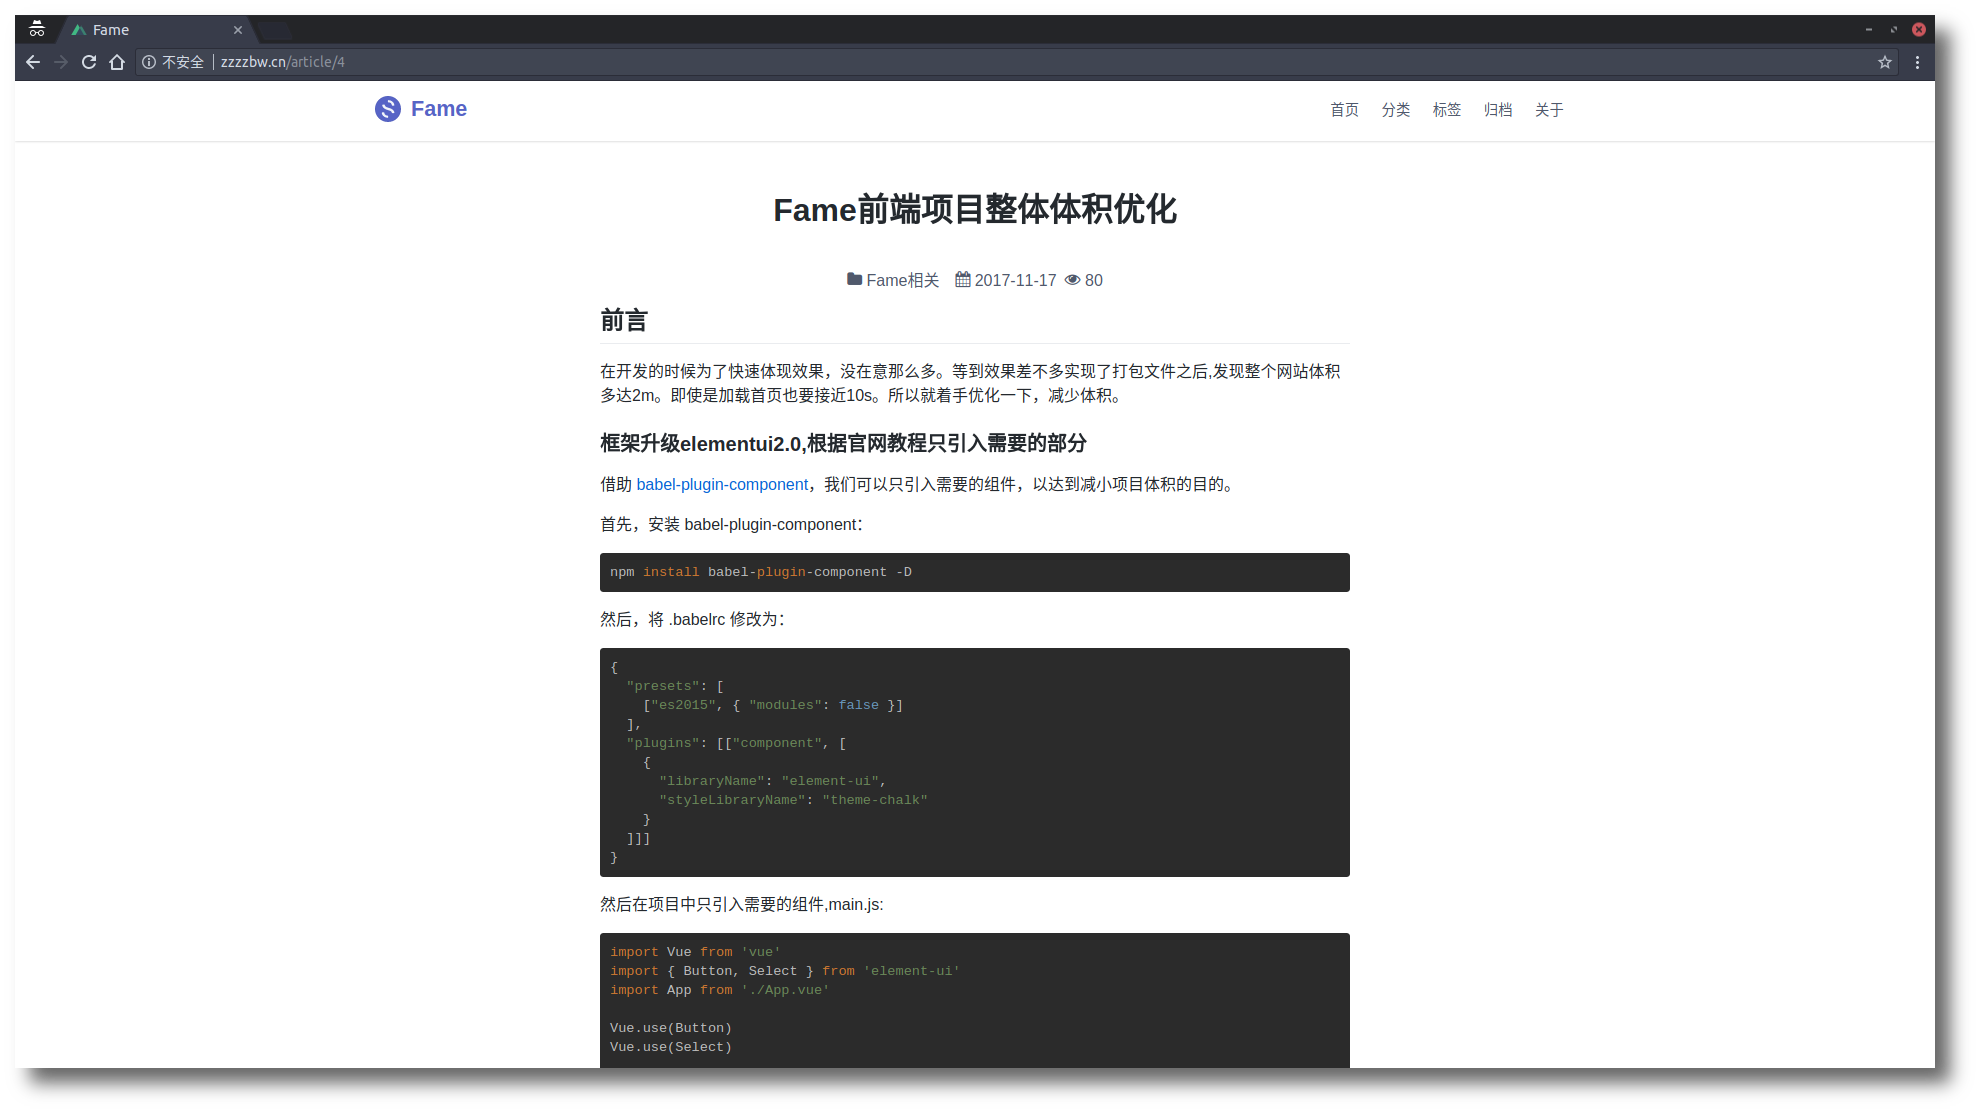 Fame
不安全 | zzzzbw.cn/article/4
Fame
首页 分类 标签 归档 关于
Fame前端项目整体体积优化
Fame相关 2017-11-17 80
前言
在开发的时候为了快速体现效果，没在意那么多。等到效果差不多实现了打包文件之后,发现整个网站体积
多达2m。即使是加载首页也要接近10s。所以就着手优化一下，减少体积。
框架升级elementui2.0,根据官网教程只引入需要的部分
借助 babel-plugin-component，我们可以只引入需要的组件，以达到减小项目体积的目的。
首先，安装 babel-plugin-component：
npm install babel-plugin-component -D
然后，将 .babelrc 修改为：
{
  "presets": [
    ["es2015", { "modules": false }]
  ],
  "plugins": [["component", [
    {
      "libraryName": "element-ui",
      "styleLibraryName": "theme-chalk"
    }
  ]]]
}
然后在项目中只引入需要的组件,main.js:
import Vue from 'vue'
import { Button, Select } from 'element-ui'
import App from './App.vue'
Vue.use(Button)
Vue.use(Select)